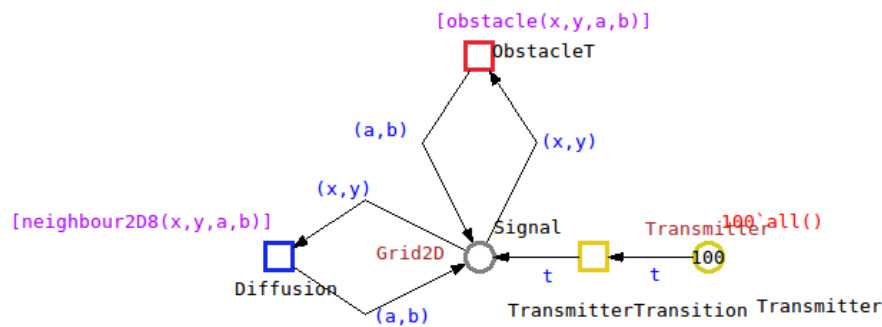 [obstacle(x,y,a,b)]
ObstacleT
(a,b)
(x,y)
(x,y)
[neighbour2D8(x,y,a,b)]
Signal
Transmitter
100`all()
Grid2D
100
t
t
Diffusion
(a,b)
TransmitterTransition
Transmitter